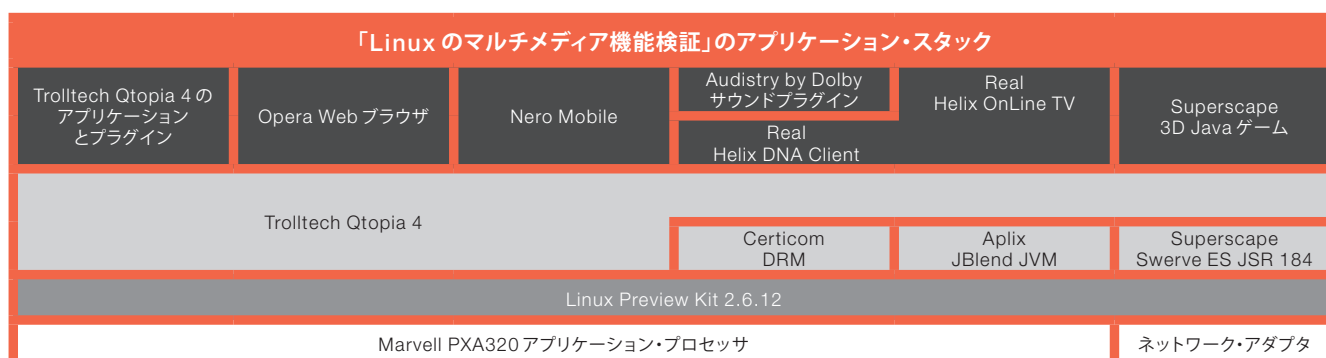 「Linux のマルチメディア機能検証」のアプリケーション・スタック
Trolltech Qtopia 4 の
アプリケーション
とプラグイン
Opera Web ブラウザ
Nero Mobile
Audistry by Dolby
サウンドプラグイン
Real
Helix DNA Client
Real
Helix OnLine TV
Superscape
3D Java ゲーム
Trolltech Qtopia 4
Certicom
DRM
Aplix
JBlend JVM
Superscape
Swerve ES JSR 184
Linux Preview Kit 2.6.12
Marvell PXA320 アプリケーション・プロセッサ
ネットワーク・アダプタ